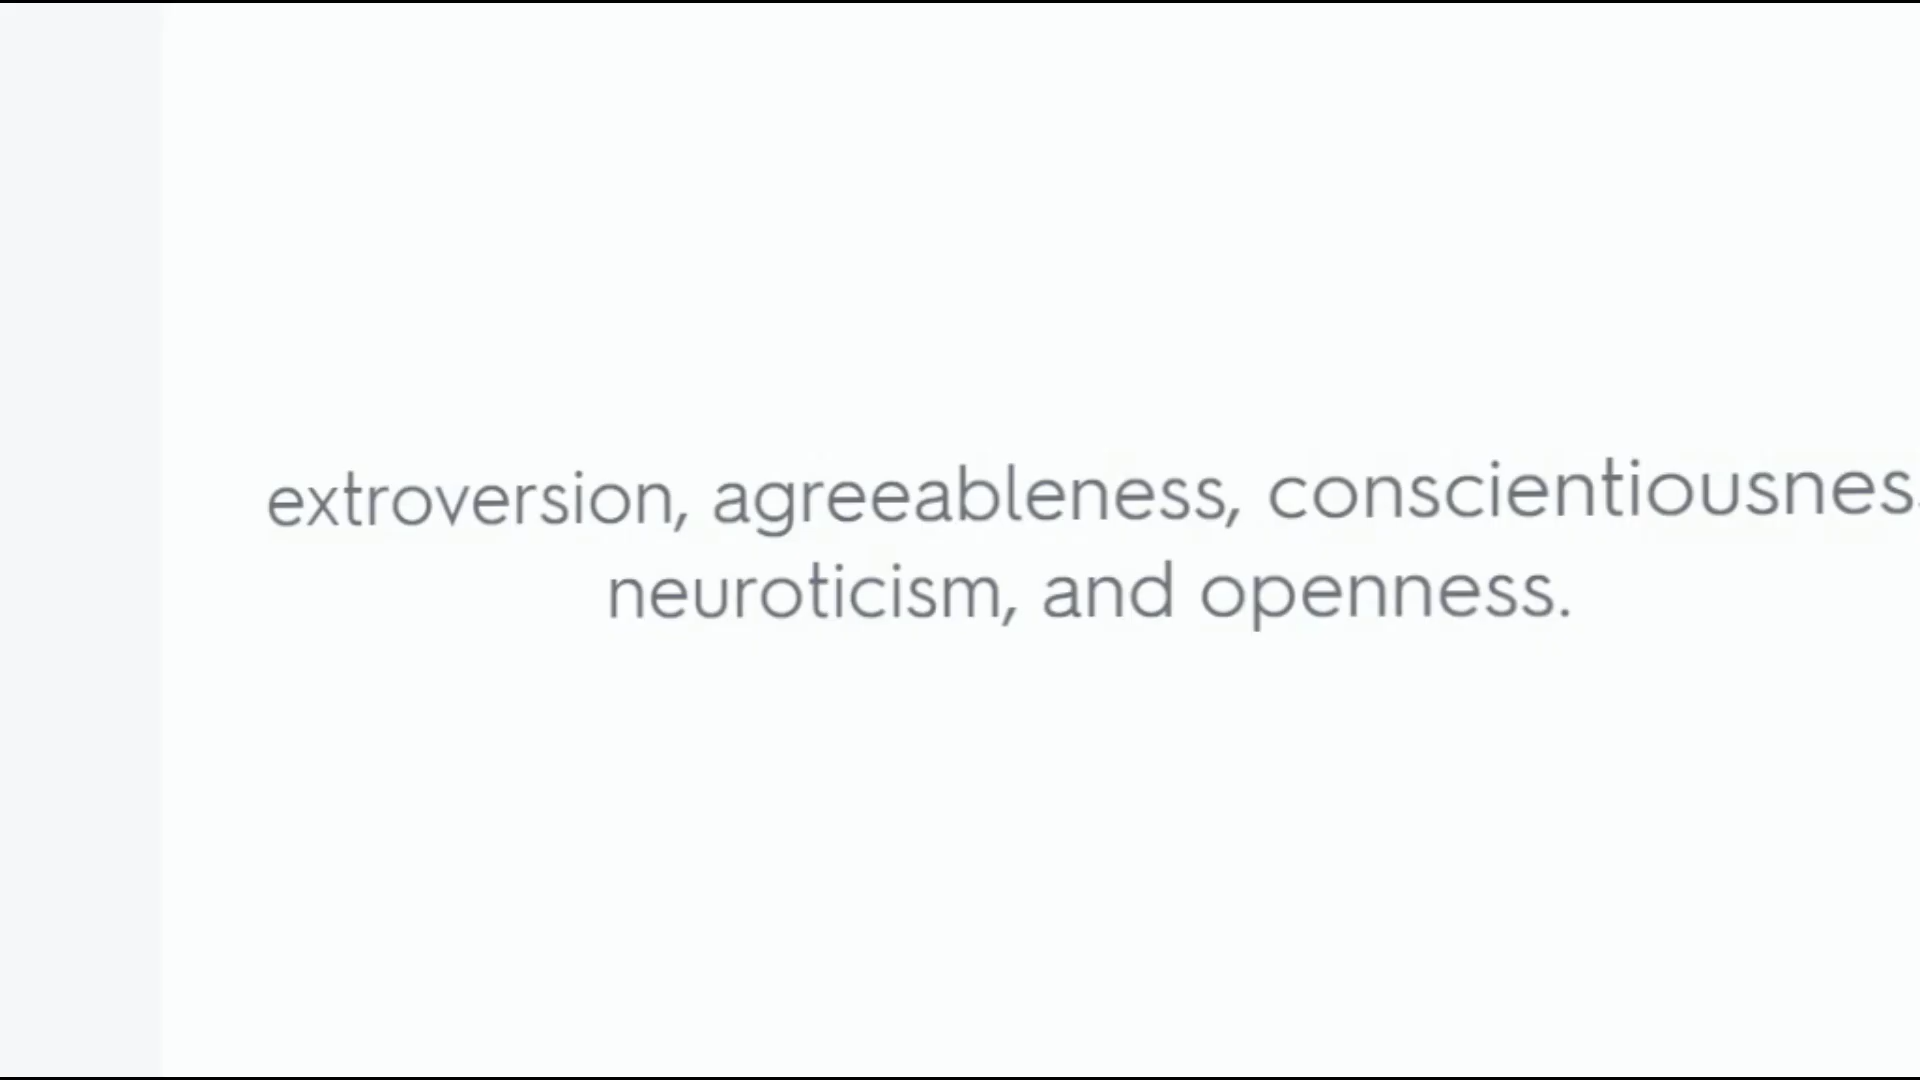 extroversion, agreeableness, conscientiousnes
neuroticism, and openness.